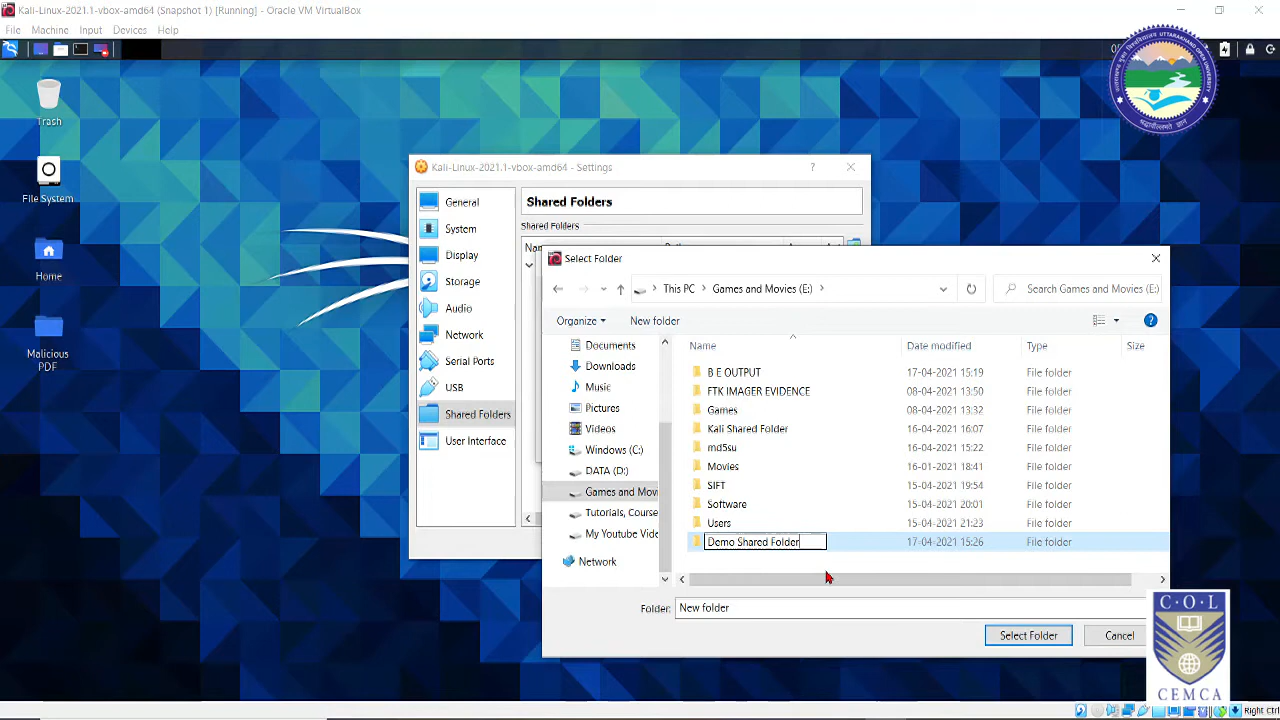 Kali-Linux-2021.1-vbox-amd64 (Snapshot 1) [Running] - Oracle VM VirtualBox
File Machine Input Devices Help
Trash
File System
Home
Malicious
PDF
Kali-Linux-2021.1-vbox-amd64 - Settings
General
System
Display
Storage
Audio
Network
Serial Ports
USB
Shared Folders
User Interface
Shared Folders
Shared Folders
Select Folder
This PC > Games and Movies (E:) >
Search Games and Movies (E:)
Organize New folder
Documents
Downloads
Music
Pictures
Videos
Windows (C:)
DATA (D:)
Games and Movi
Tutorials, Course
My Youtube Vide
Network
Name Date modified Type Size
B E OUTPUT 17-04-2021 15:19 File folder
FTK IMAGER EVIDENCE 08-04-2021 13:50 File folder
Games 08-04-2021 13:32 File folder
Kali Shared Folder 16-04-2021 16:07 File folder
md5su 16-04-2021 15:22 File folder
Movies 16-01-2021 18:41 File folder
SIFT 15-04-2021 19:54 File folder
Software 15-04-2021 20:01 File folder
Users 15-04-2021 21:23 File folder
Demo Shared Folder 17-04-2021 15:26 File folder
Folder: New folder
Select Folder Cancel
UTTARAKHAND OPEN UNIVERSITY
C·O·L
CEMCA
Right Ctrl